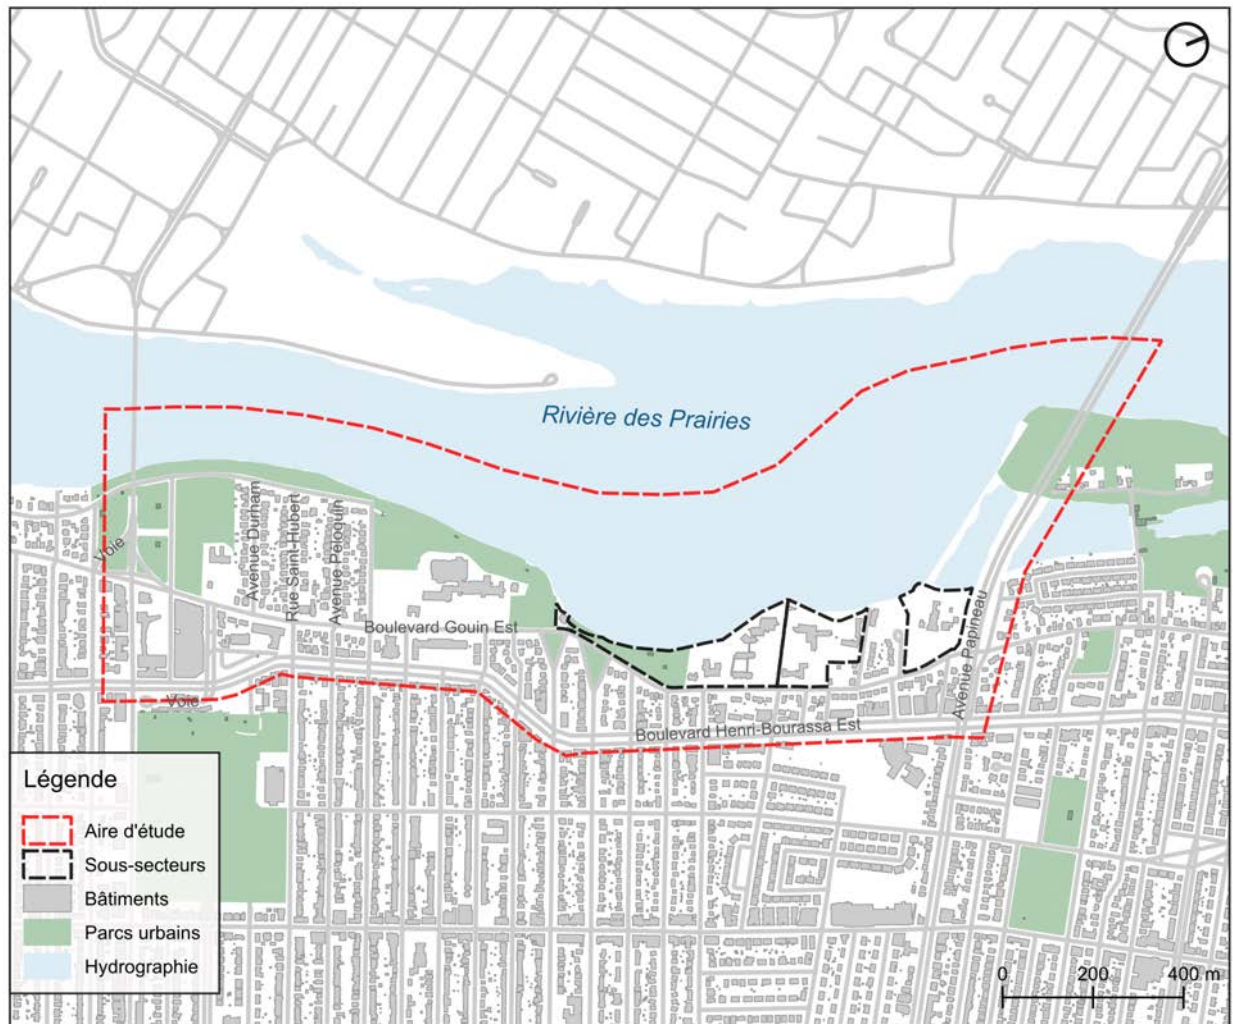 Rivière des Prairies
Voie
Avenue Durham
Rue Saint-Hubert
Avenue Péloquin
Boulevard Gouin Est
Avenue Papineau
Voie
Boulevard Henri-Bourassa Est
Légende
Aire d'étude
Sous-secteurs
Bâtiments
Parcs urbains
Hydrographie
0 200 400 m